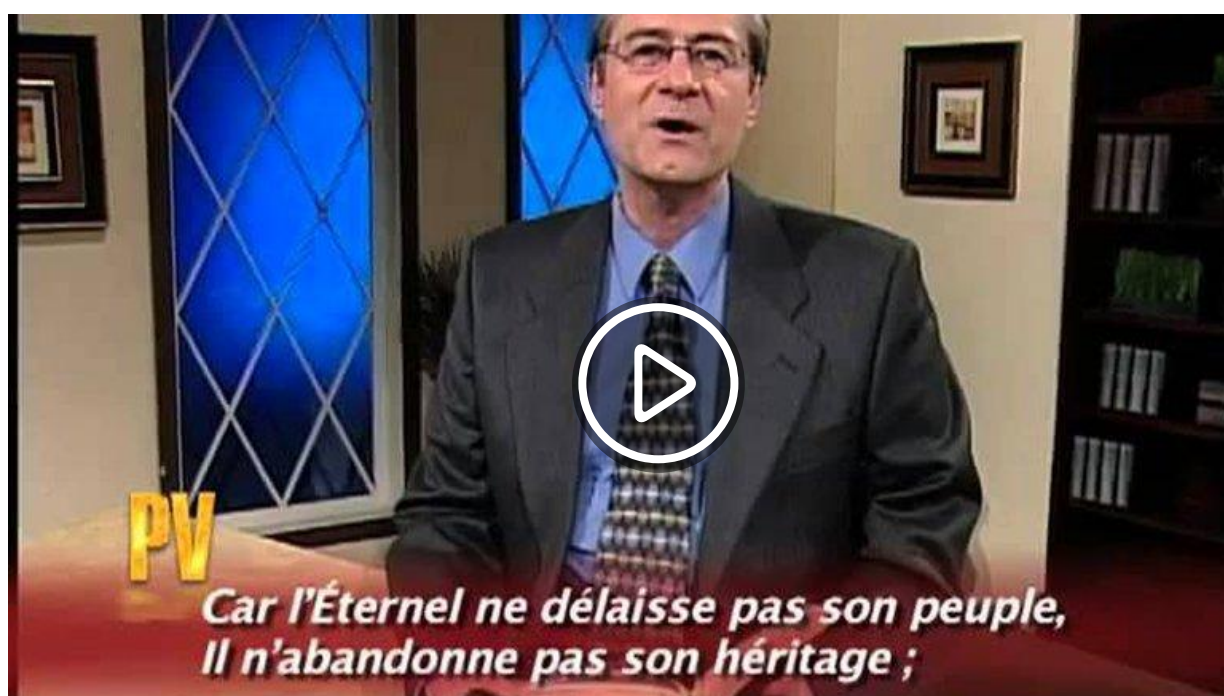 PV
Car l'Éternel ne délaisse pas son peuple,
Il n'abandonne pas son héritage ;